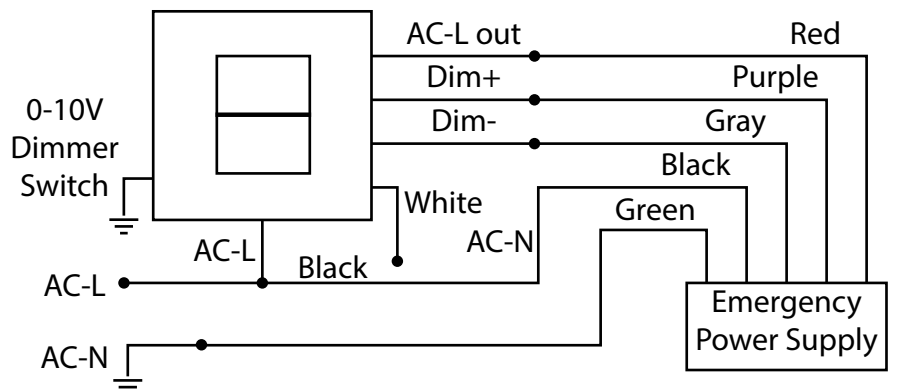 AC-L out Red
Dim+ Purple
0-10V
Dimmer
Switch
Dim- Gray
Black
White
Green
AC-L
AC-N
Black
AC-L
AC-N
Emergency
Power Supply